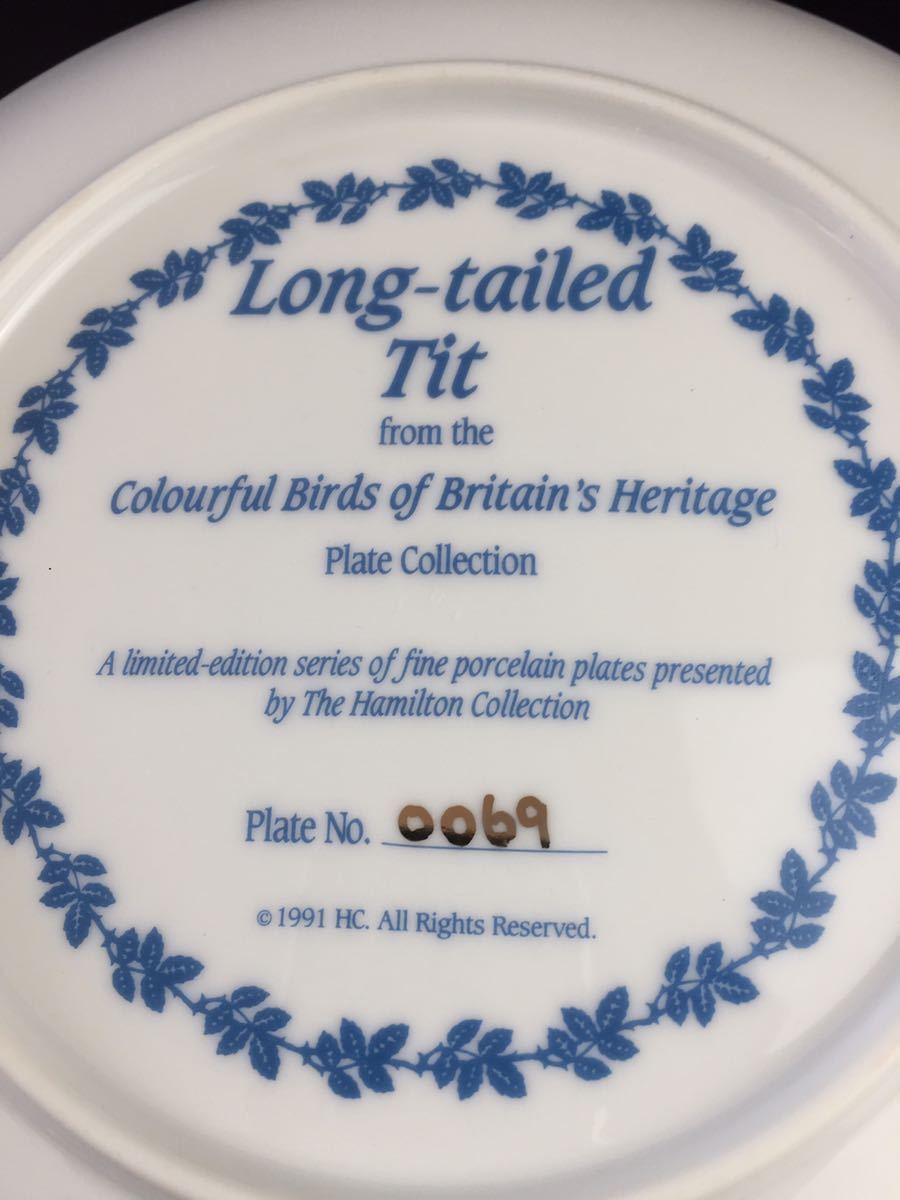 Long-tailed
Tit
from the
Colourful Birds of Britain's Heritage
Plate Collection
A limited-edition series of fine porcelain plates presented
by The Hamilton Collection
Plate No. 0069
©1991 HC. All Rights Reserved.